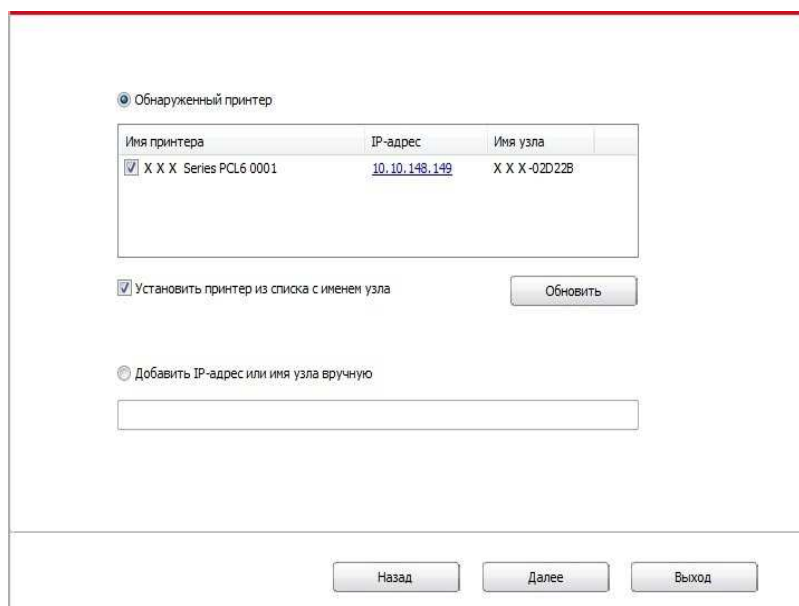 Обнаруженный принтер
Имя принтера IP-адрес Имя узла
X X X Series PCL6 0001 10.10.148.149 X X X-02D22B
Установить принтер из списка с именем узла Обновить
Добавить IP-адрес или имя узла вручную
Назад Далее Выход